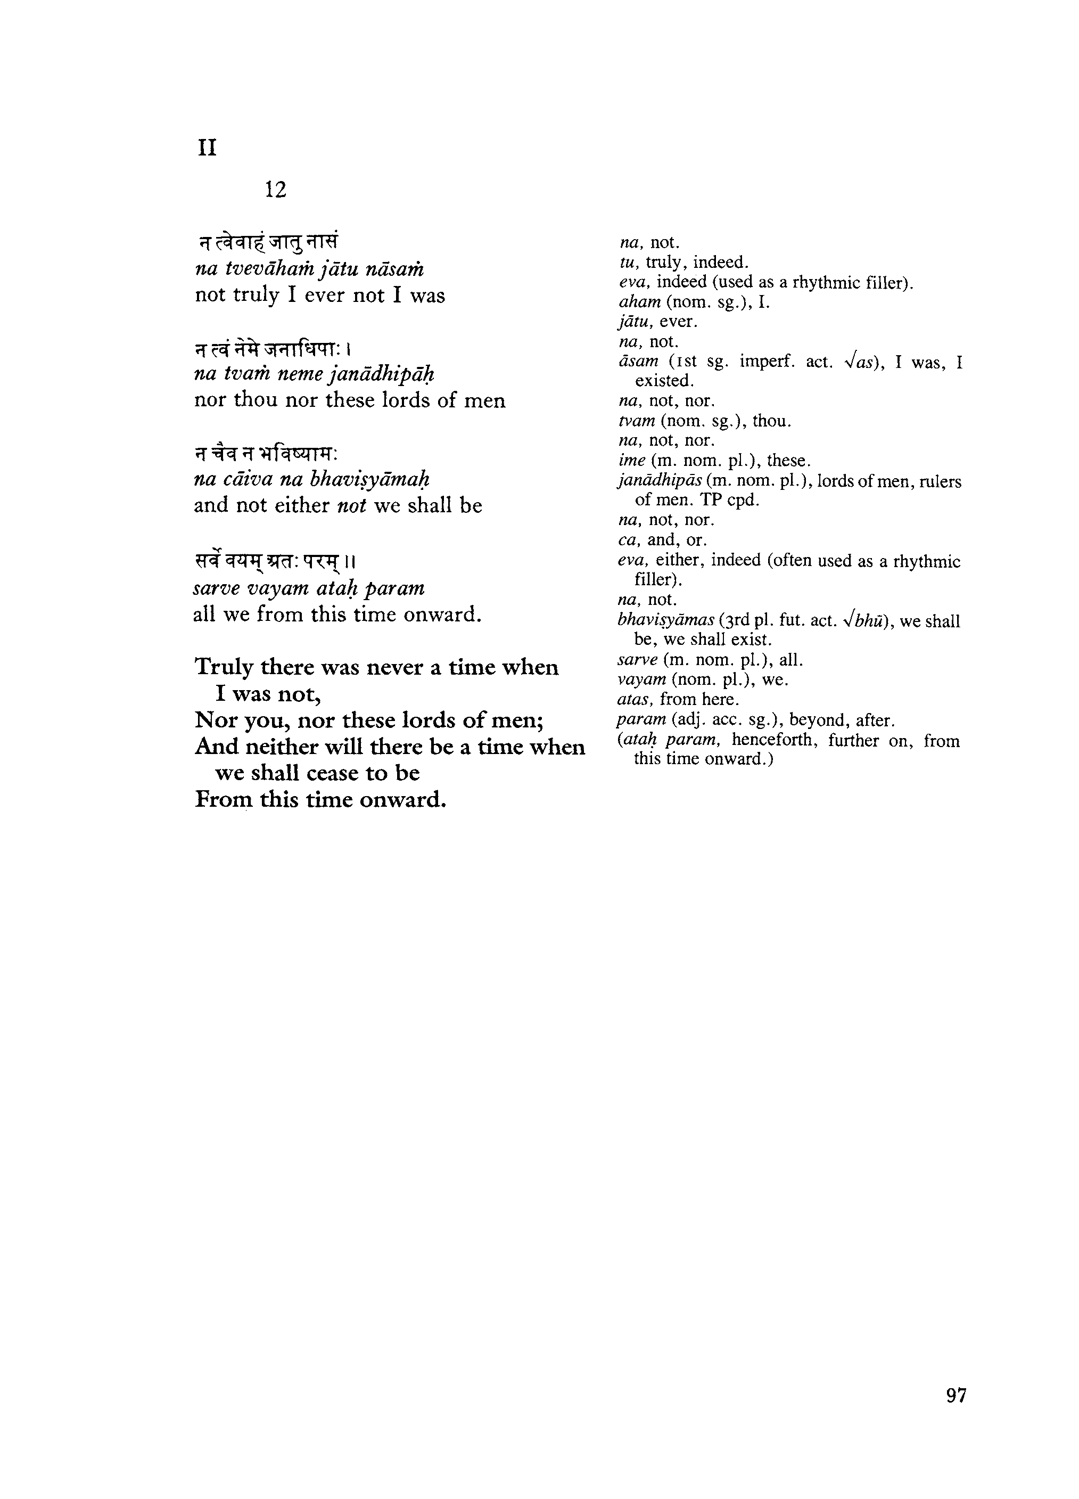 II
12
न त्वेवाहं जातु नासं
na tvevāhaṁ jātu nāsaṁ
not truly I ever not I was
न त्वं नेमे जनाधिपाः ।
na tvaṁ neme janādhipāḥ
nor thou nor these lords of men
न चैव न भविष्यामः
na cāiva na bhaviṣyāmaḥ
and not either not we shall be
सर्वे वयम् अतः परम् ॥
sarve vayam ataḥ param
all we from this time onward.
Truly there was never a time when
I was not,
Nor you, nor these lords of men;
And neither will there be a time when
we shall cease to be
From this time onward.
na, not.
tu, truly, indeed.
eva, indeed (used as a rhythmic filler).
aham (nom. sg.), I.
jātu, ever.
na, not.
āsam (1st sg. imperf. act. √as), I was, I
existed.
na, not, nor.
tvam (nom. sg.), thou.
na, not, nor.
ime (m. nom. pl.), these.
janādhipās (m. nom. pl.), lords of men, rulers
of men. TP cpd.
na, not, nor.
ca, and, or.
eva, either, indeed (often used as a rhythmic
filler).
na, not.
bhaviṣyāmas (3rd pl. fut. act. √bhū), we shall
be, we shall exist.
sarve (m. nom. pl.), all.
vayam (nom. pl.), we.
atas, from here.
param (adj. acc. sg.), beyond, after.
(ataḥ param, henceforth, further on, from
this time onward.)
97